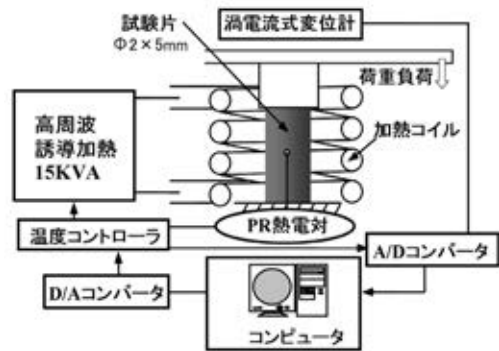 試験片
Φ2×5mm
渦電流式変位計
荷重負荷
高周波
誘導加熱
15KVA
加熱コイル
PR熱電対
温度コントローラ
A/Dコンバータ
D/Aコンバータ
コンピュータ